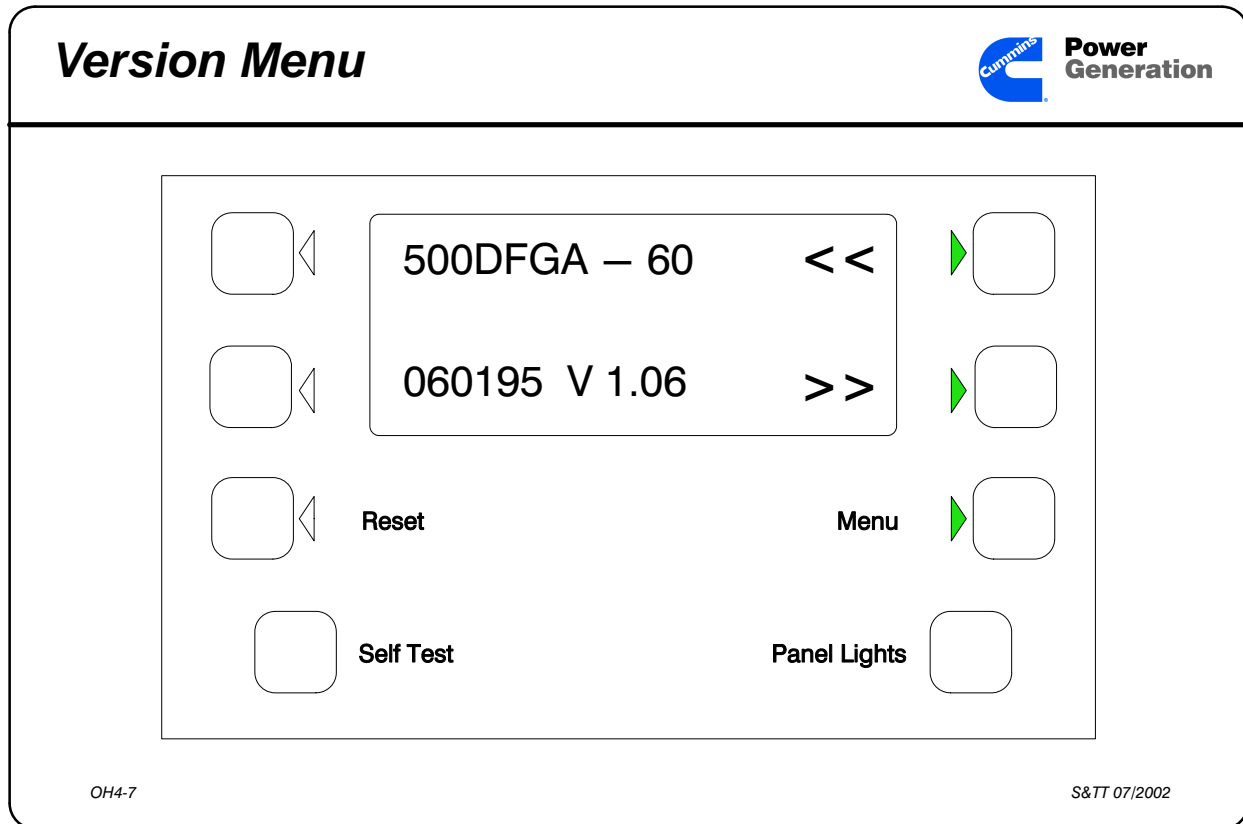 Version Menu
Cummins
Power
Generation
500DFGA – 60 <<
060195 V 1.06 >>
Reset Menu
Self Test Panel Lights
OH4-7 S&TT 07/2002